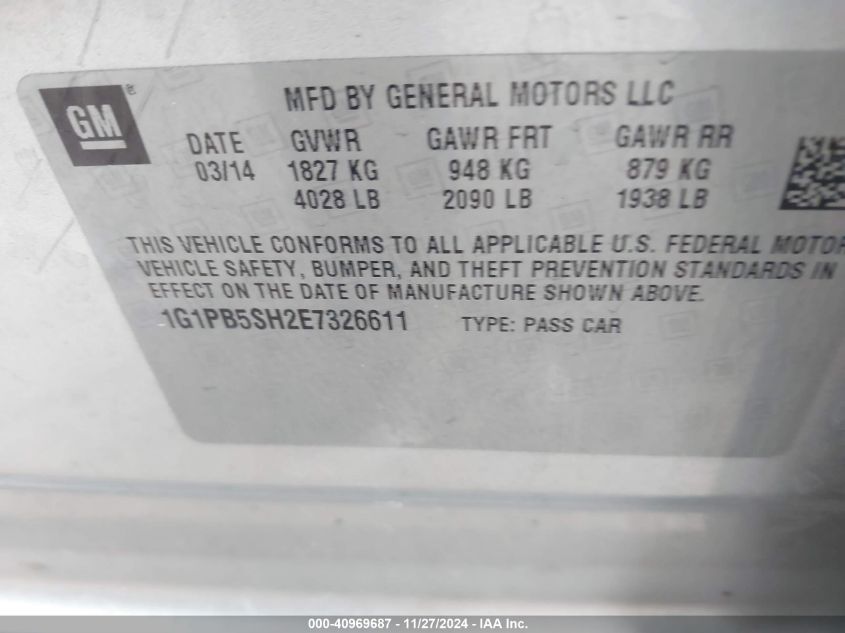 GM
MFD BY GENERAL MOTORS LLC
DATE GVWR GAWR FRT GAWR RR
03/14 1827 KG 948 KG 879 KG
4028 LB 2090 LB 1938 LB
THIS VEHICLE CONFORMS TO ALL APPLICABLE U.S. FEDERAL MOTOR
VEHICLE SAFETY, BUMPER, AND THEFT PREVENTION STANDARDS IN
EFFECT ON THE DATE OF MANUFACTURE SHOWN ABOVE.
1G1PB5SH2E7326611 TYPE: PASS CAR
000-40969687 - 11/27/2024 - IAA Inc.